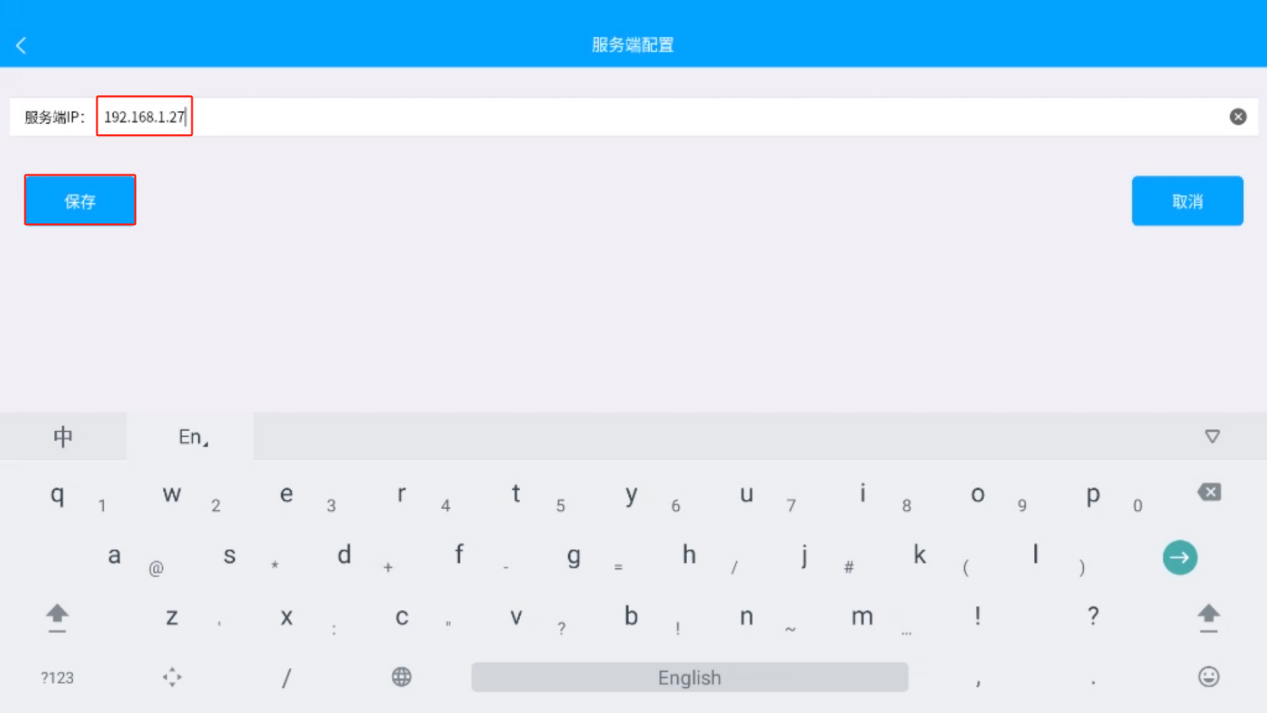 服务端配置
服务端IP： 192.168.1.27
保存 取消
中 En
q 1 w 2 e 3 r 4 t 5 y 6 u 7 i 8 o 9 p 0
a @ s * d + f - g = h / j # k ( l )
z ' x : c " v ? b ! n ~ m ... ! ?
?123 / English , .